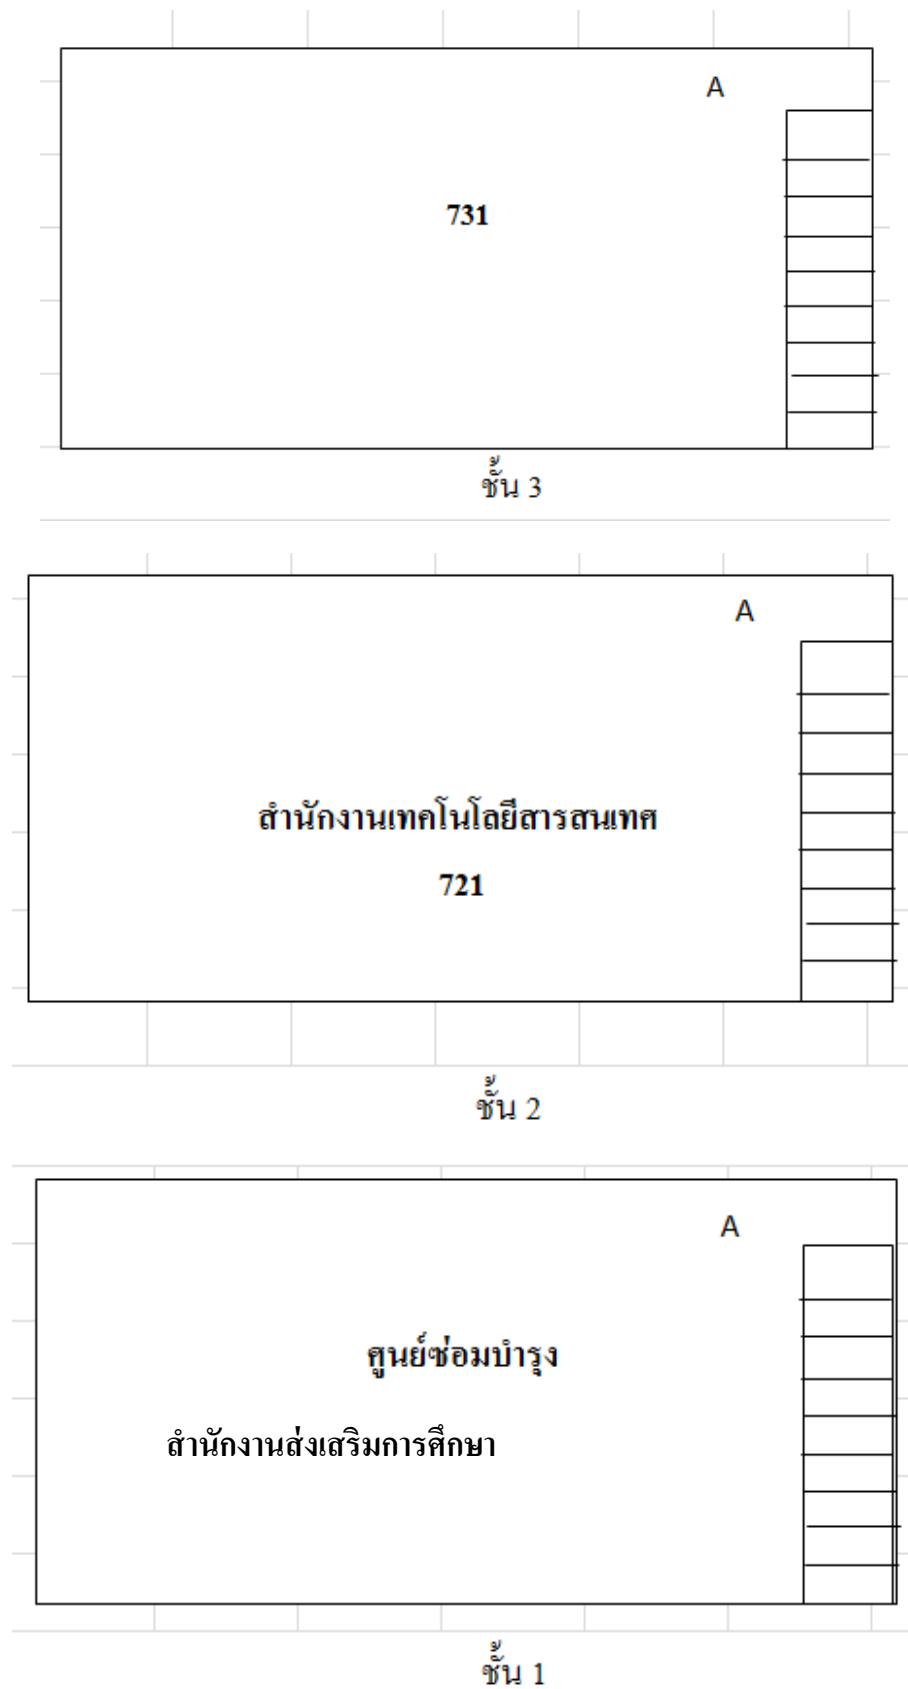 A
731
ชั้น 3
A
สำนักงานเทคโนโลยีสารสนเทศ
721
ชั้น 2
A
ศูนย์ซ่อมบำรุง
สำนักงานส่งเสริมการศึกษา
ชั้น 1